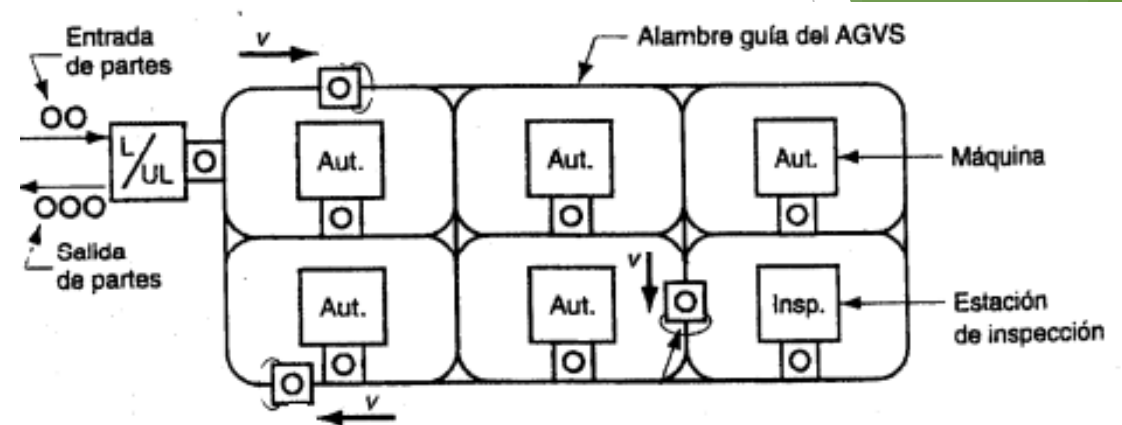 Entrada
de partes
v
Alambre guía del AGVS
L/UL
Aut.
Aut.
Aut.
Máquina
Salida
de partes
Aut.
Aut.
v
Insp.
Estación
de inspección
v